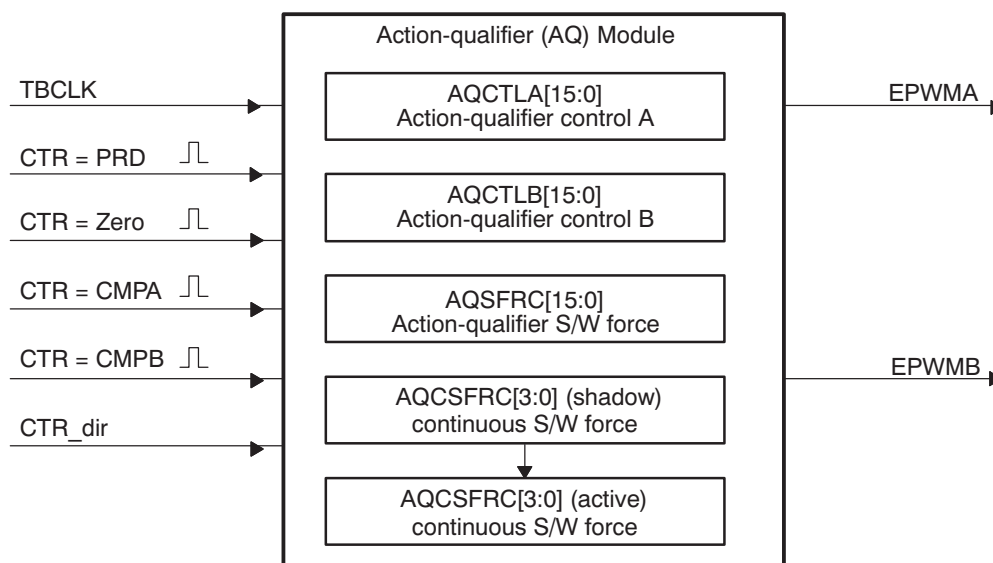 Action-qualifier (AQ) Module
TBCLK
CTR = PRD
CTR = Zero
CTR = CMPA
CTR = CMPB
CTR_dir
AQCTLA[15:0]
Action-qualifier control A
AQCTLB[15:0]
Action-qualifier control B
AQSFRC[15:0]
Action-qualifier S/W force
AQCSFRC[3:0] (shadow)
continuous S/W force
AQCSFRC[3:0] (active)
continuous S/W force
EPWMA
EPWMB